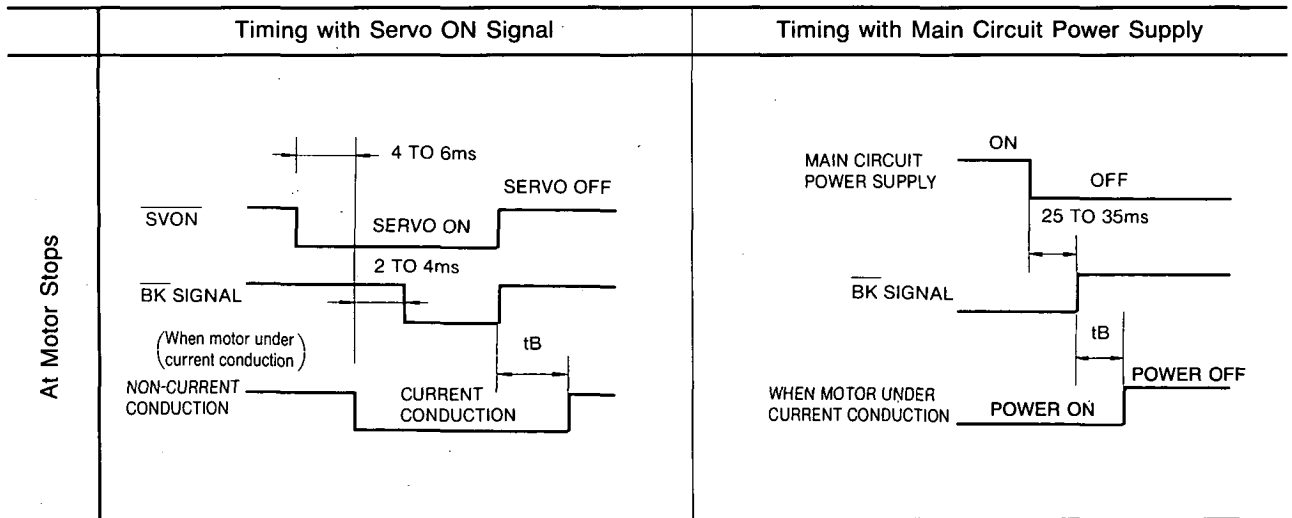 Timing with Servo ON Signal
Timing with Main Circuit Power Supply
At Motor Stops
4 TO 6ms
SERVO OFF
SVON
SERVO ON
2 TO 4ms
BK SIGNAL
(When motor under
current conduction)
tB
NON-CURRENT
CONDUCTION
CURRENT
CONDUCTION
ON
MAIN CIRCUIT
POWER SUPPLY
OFF
25 TO 35ms
BK SIGNAL
tB
POWER OFF
WHEN MOTOR UNDER
CURRENT CONDUCTION
POWER ON